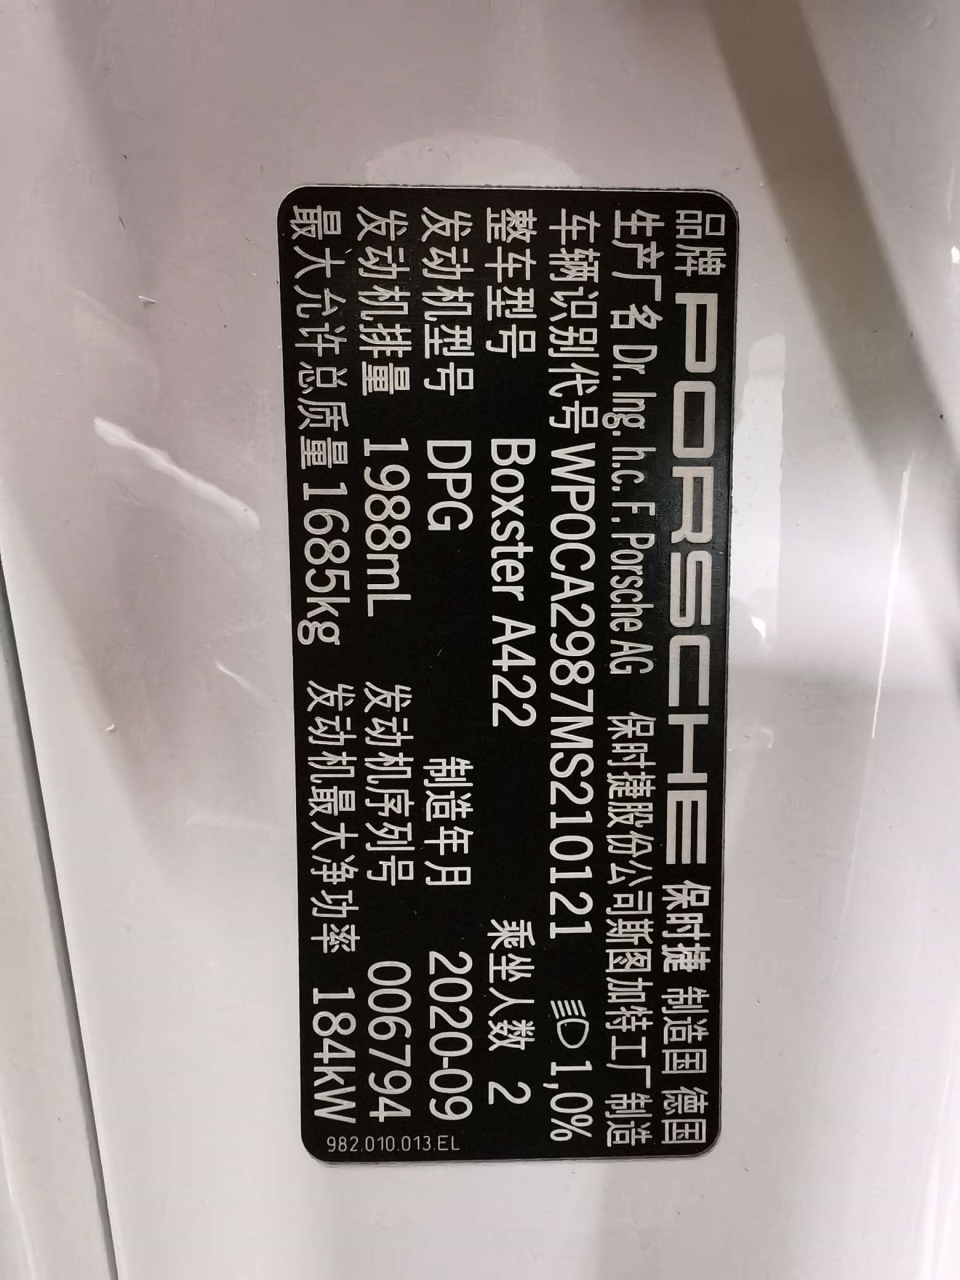 品牌 PORSCHE 保时捷 制造国 德国
生产厂名 Dr. Ing. h.c. F. Porsche AG 保时捷股份公司斯图加特工厂制造
车辆识别代号 WP0CA2987MS210121 1,0%
整车型号 Boxster A422 乘坐人数 2
发动机型号 DPG 制造年月 2020-09
发动机排量 1988mL 发动机序列号 006794
最大允许总质量 1685kg 发动机最大净功率 184kW
982.010.013.EL